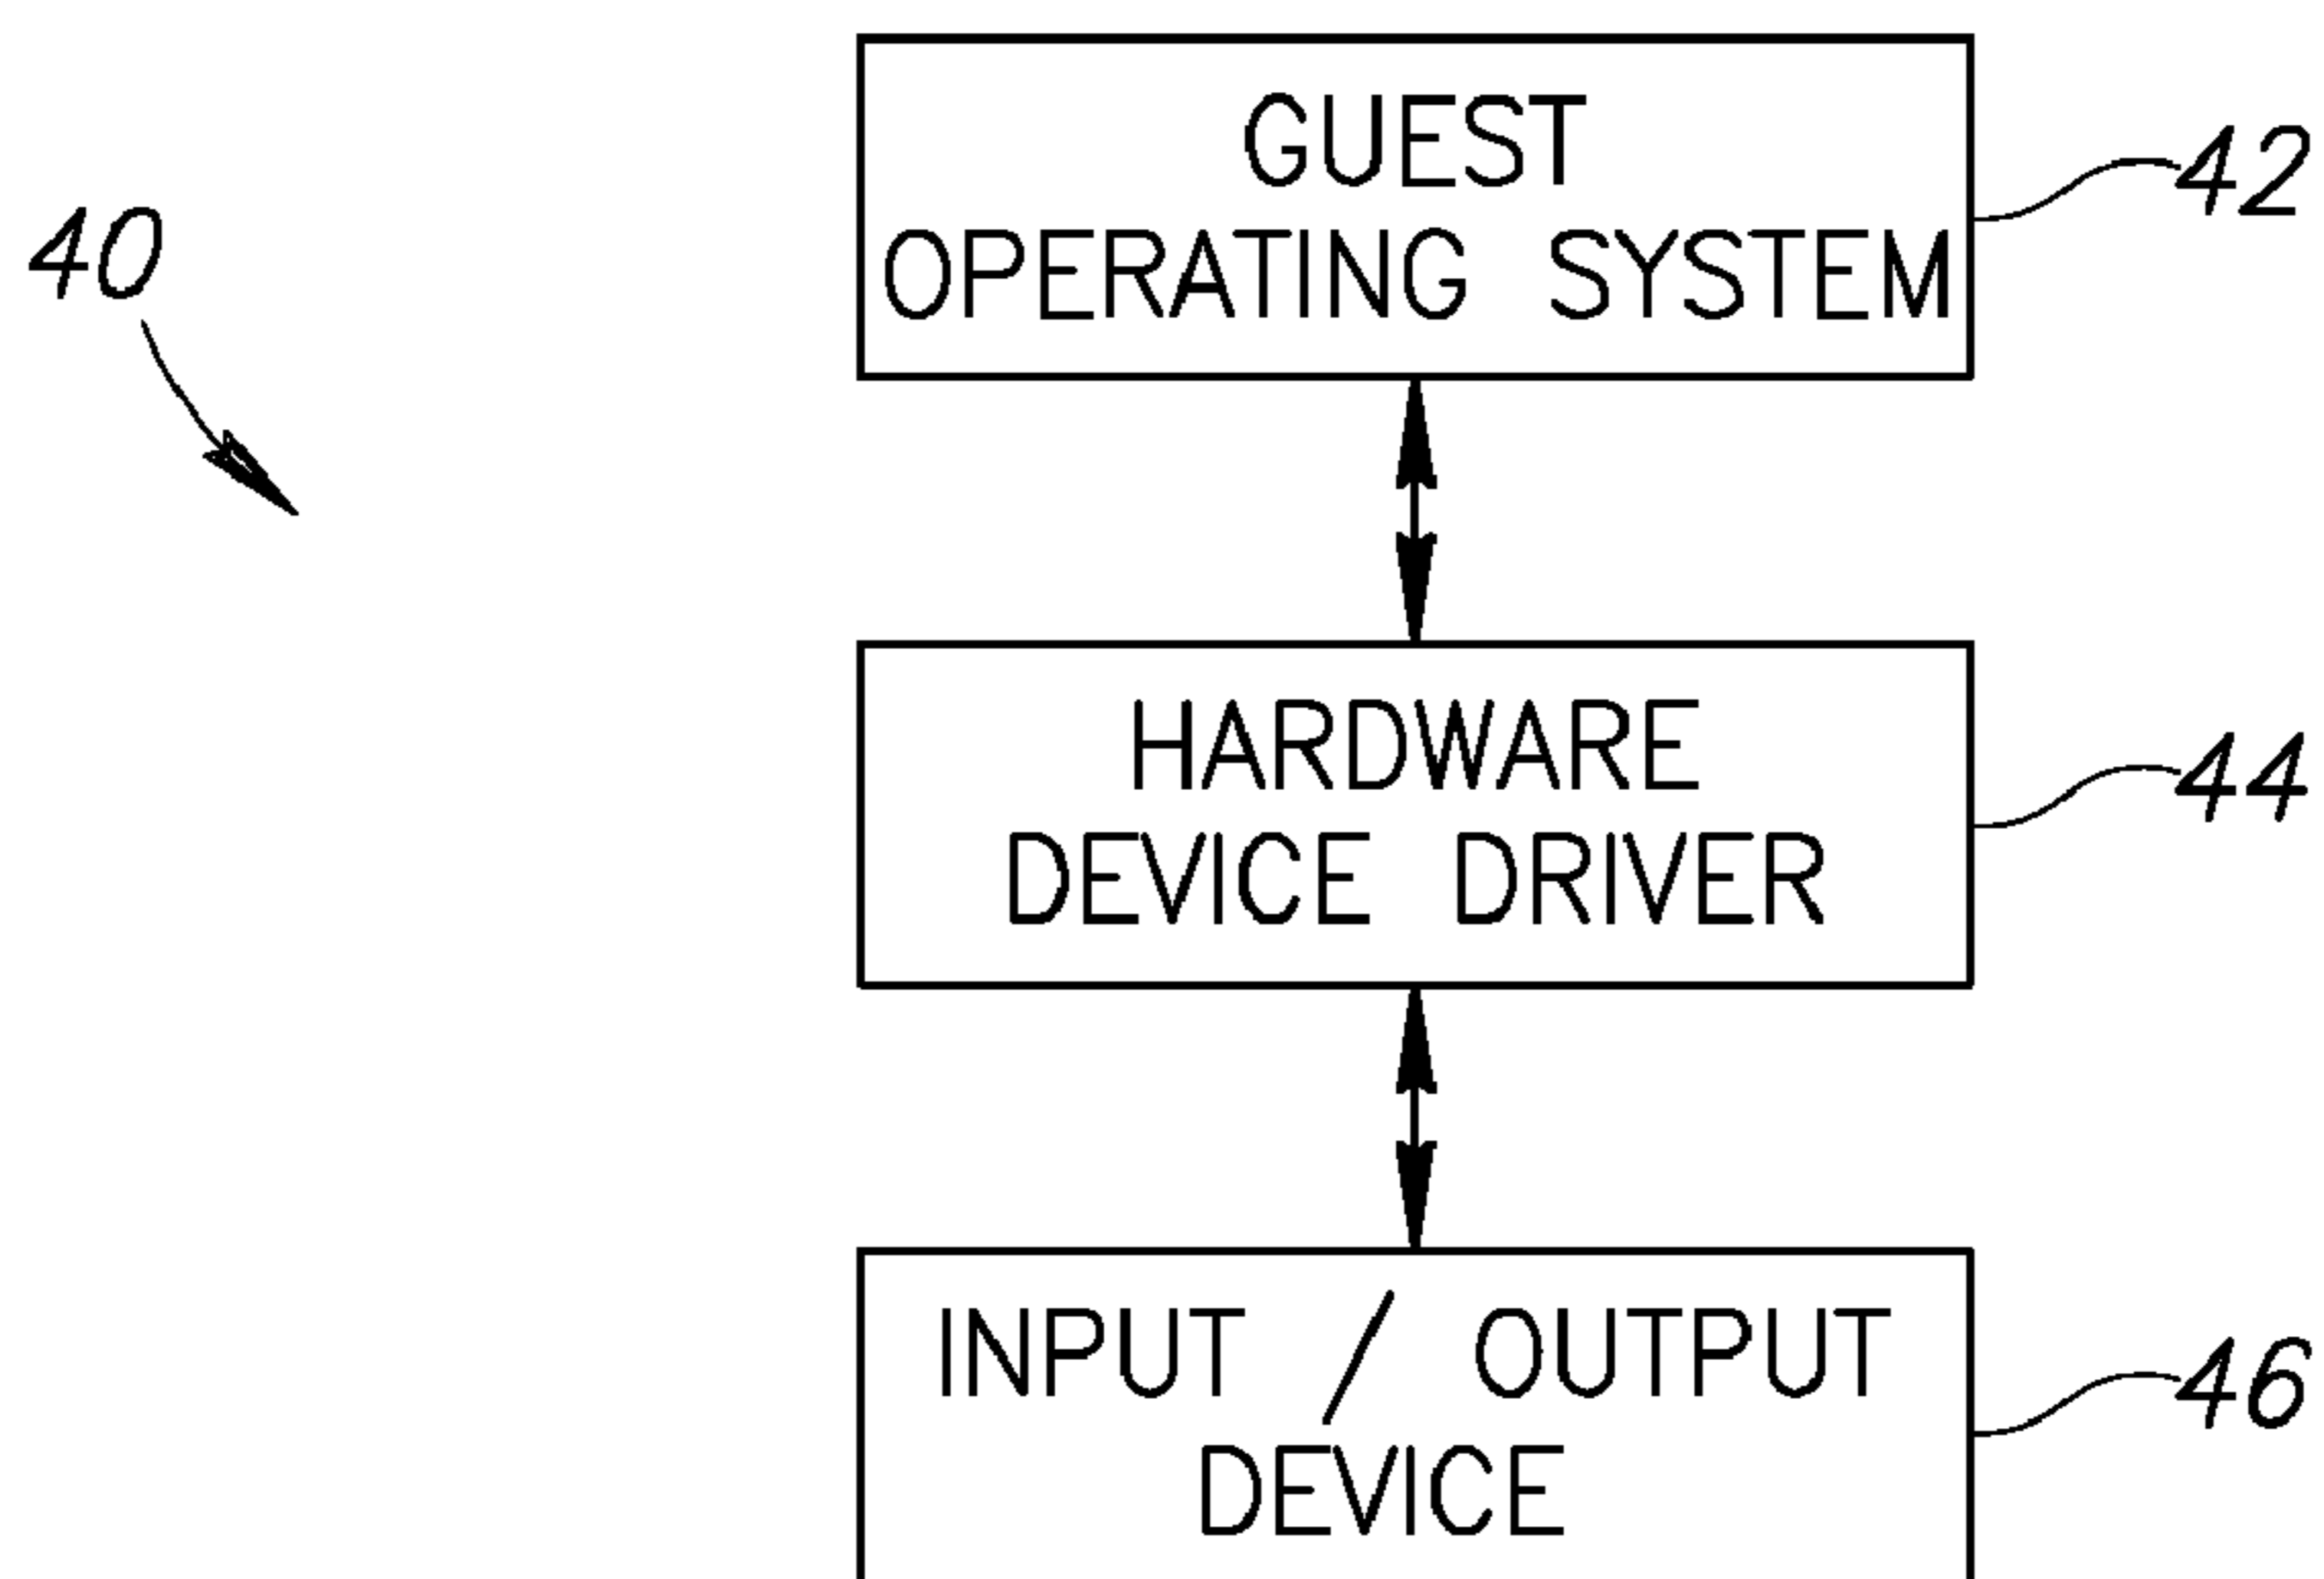 40
GUEST
OPERATING SYSTEM
42
HARDWARE
DEVICE DRIVER
44
INPUT / OUTPUT
DEVICE
46